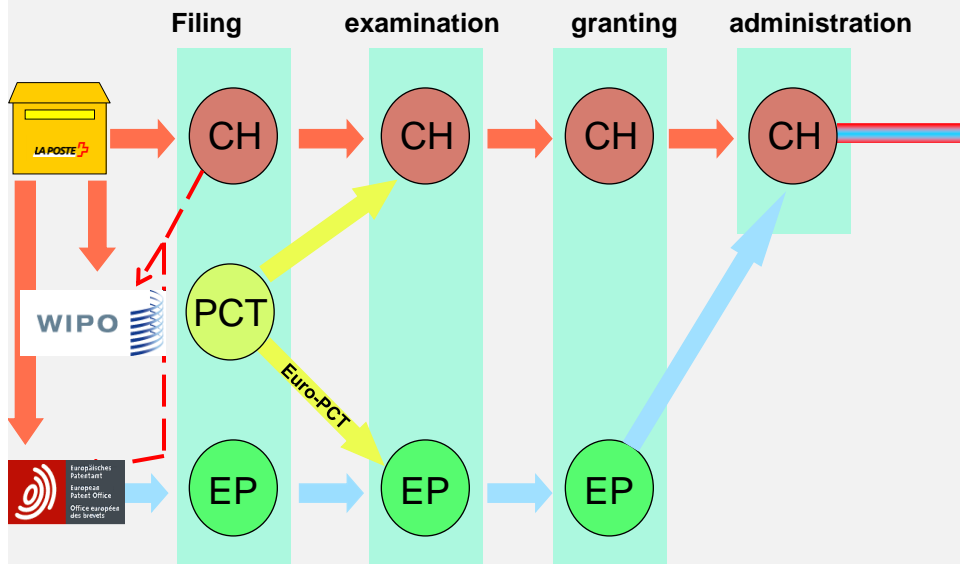 Filing examination granting administration
LA POSTE
CH CH CH CH
WIPO
PCT
Euro-PCT
Europäisches
Patentamt
European
Patent Office
Office européen
des brevets
EP EP EP